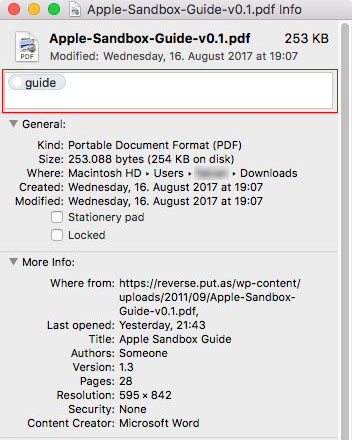 Apple-Sandbox-Guide-v0.1.pdf Info
Apple-Sandbox-Guide-v0.1.pdf 253 KB
Modified: Wednesday, 16. August 2017 at 19:07
guide
General:
Kind: Portable Document Format (PDF)
Size: 253.088 bytes (254 KB on disk)
Where: Macintosh HD ▸ Users ▸ ▸ Downloads
Created: Wednesday, 16. August 2017 at 19:07
Modified: Wednesday, 16. August 2017 at 19:07
Stationery pad
Locked
More Info:
Where from: https://reverse.put.as/wp-content/
uploads/2011/09/Apple-Sandbox-
Guide-v0.1.pdf,
Last opened: Yesterday, 21:43
Title: Apple Sandbox Guide
Authors: Someone
Version: 1.3
Pages: 28
Resolution: 595 × 842
Security: None
Content Creator: Microsoft Word